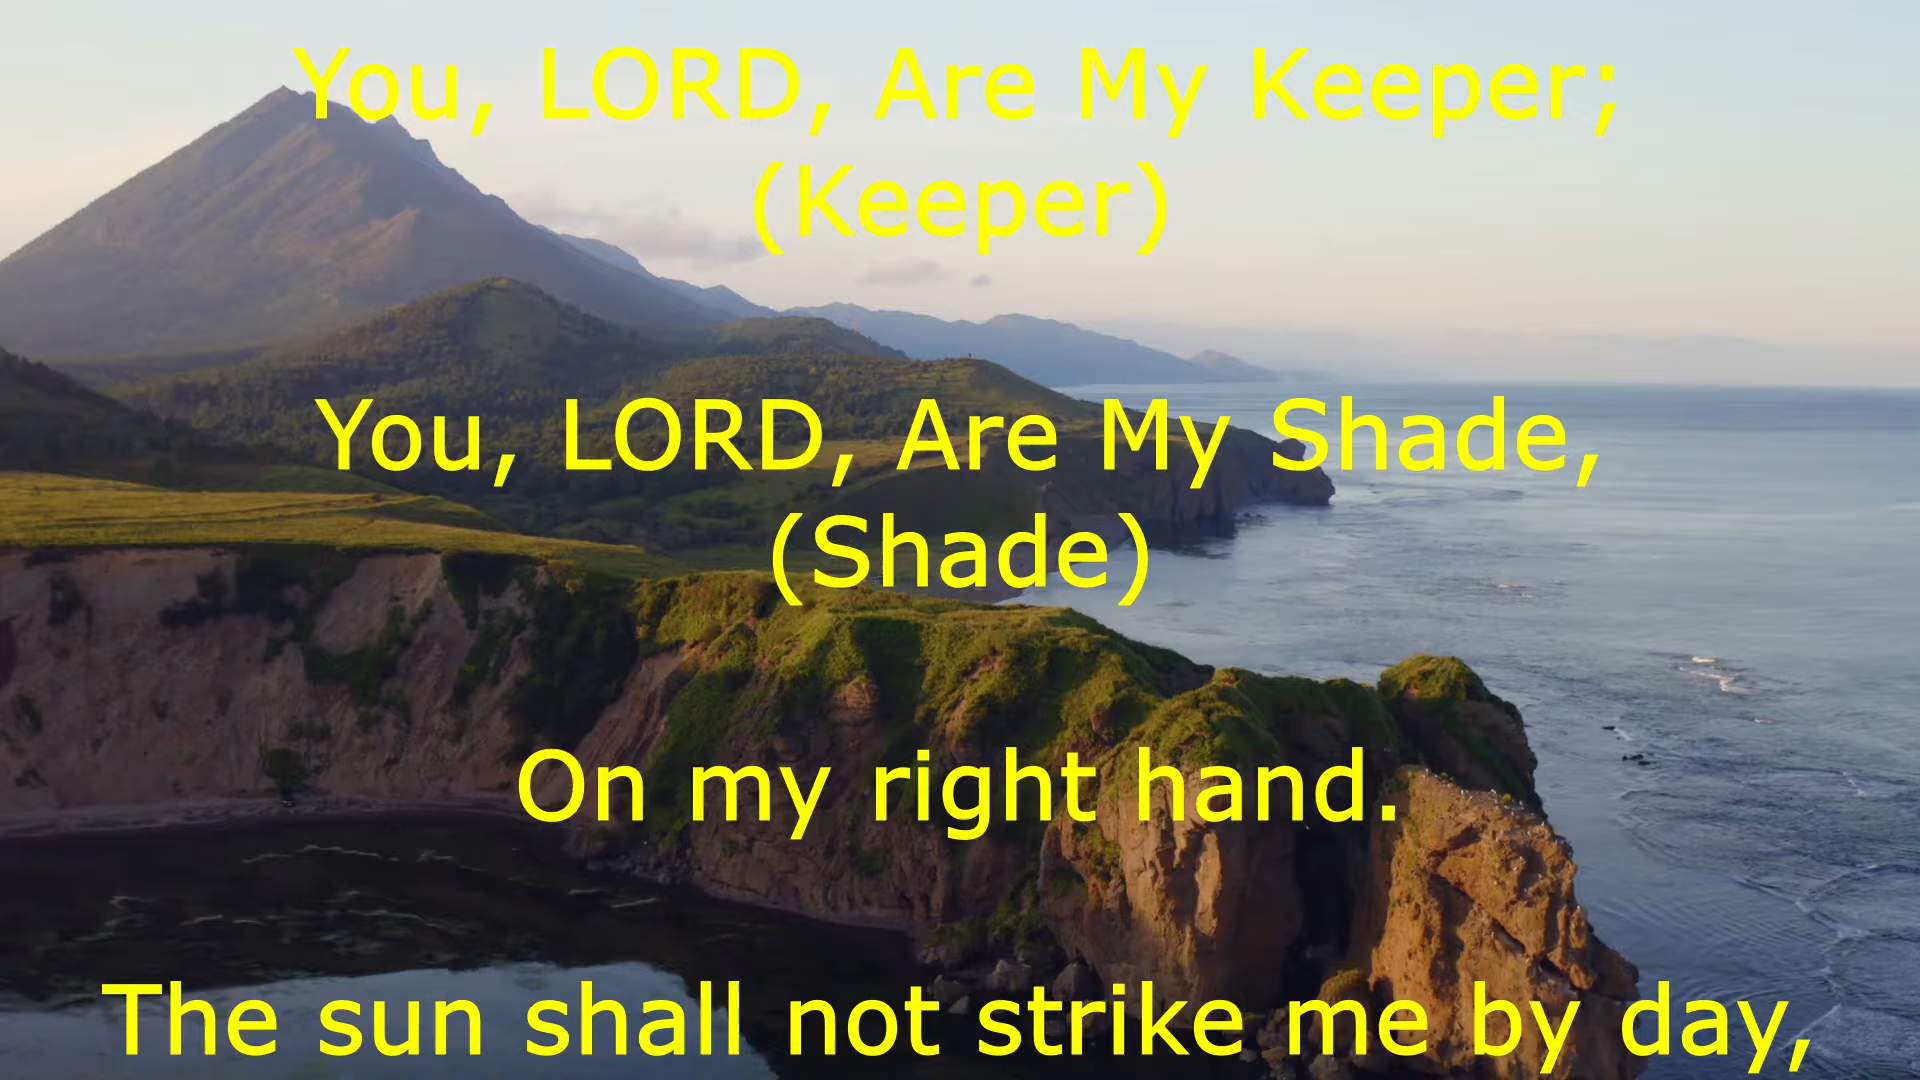 You, LORD, Are My Keeper;
(Keeper)
You, LORD, Are My Shade,
(Shade)
On my right hand.
The sun shall not strike me by day,